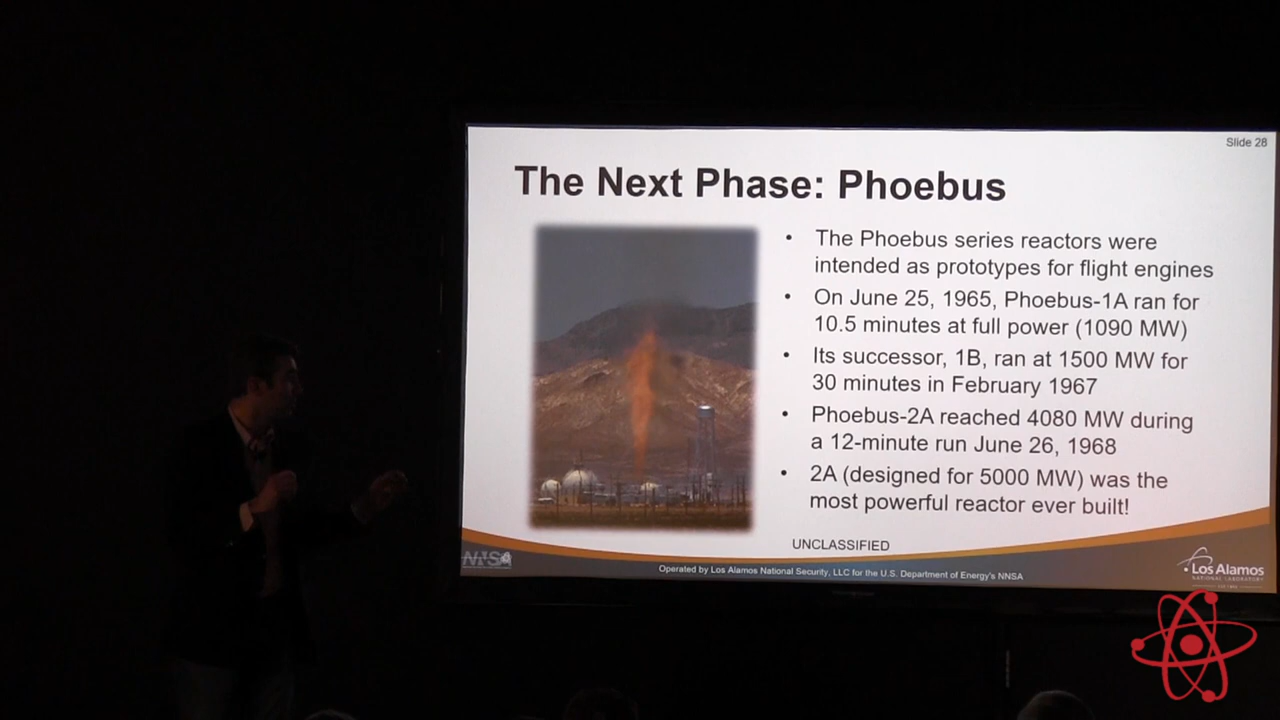 Slide 28
The Next Phase: Phoebus
• The Phoebus series reactors were
intended as prototypes for flight engines
• On June 25, 1965, Phoebus-1A ran for
10.5 minutes at full power (1090 MW)
• Its successor, 1B, ran at 1500 MW for
30 minutes in February 1967
• Phoebus-2A reached 4080 MW during
a 12-minute run June 26, 1968
• 2A (designed for 5000 MW) was the
most powerful reactor ever built!
UNCLASSIFIED
NNSA
Operated by Los Alamos National Security, LLC for the U.S. Department of Energy's NNSA
Los Alamos
NATIONAL LABORATORY